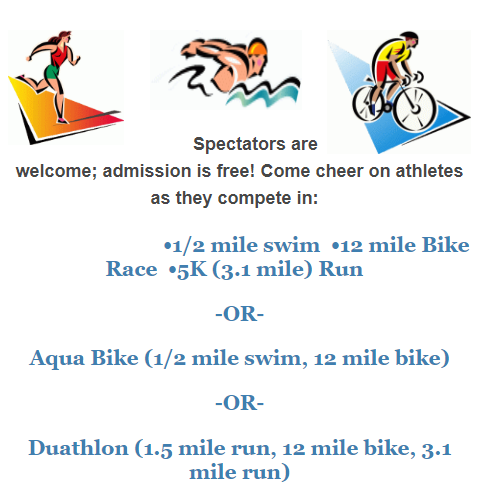 Spectators are
welcome; admission is free! Come cheer on athletes
as they compete in:
•1/2 mile swim •12 mile Bike
Race •5K (3.1 mile) Run
-OR-
Aqua Bike (1/2 mile swim, 12 mile bike)
-OR-
Duathlon (1.5 mile run, 12 mile bike, 3.1
mile run)